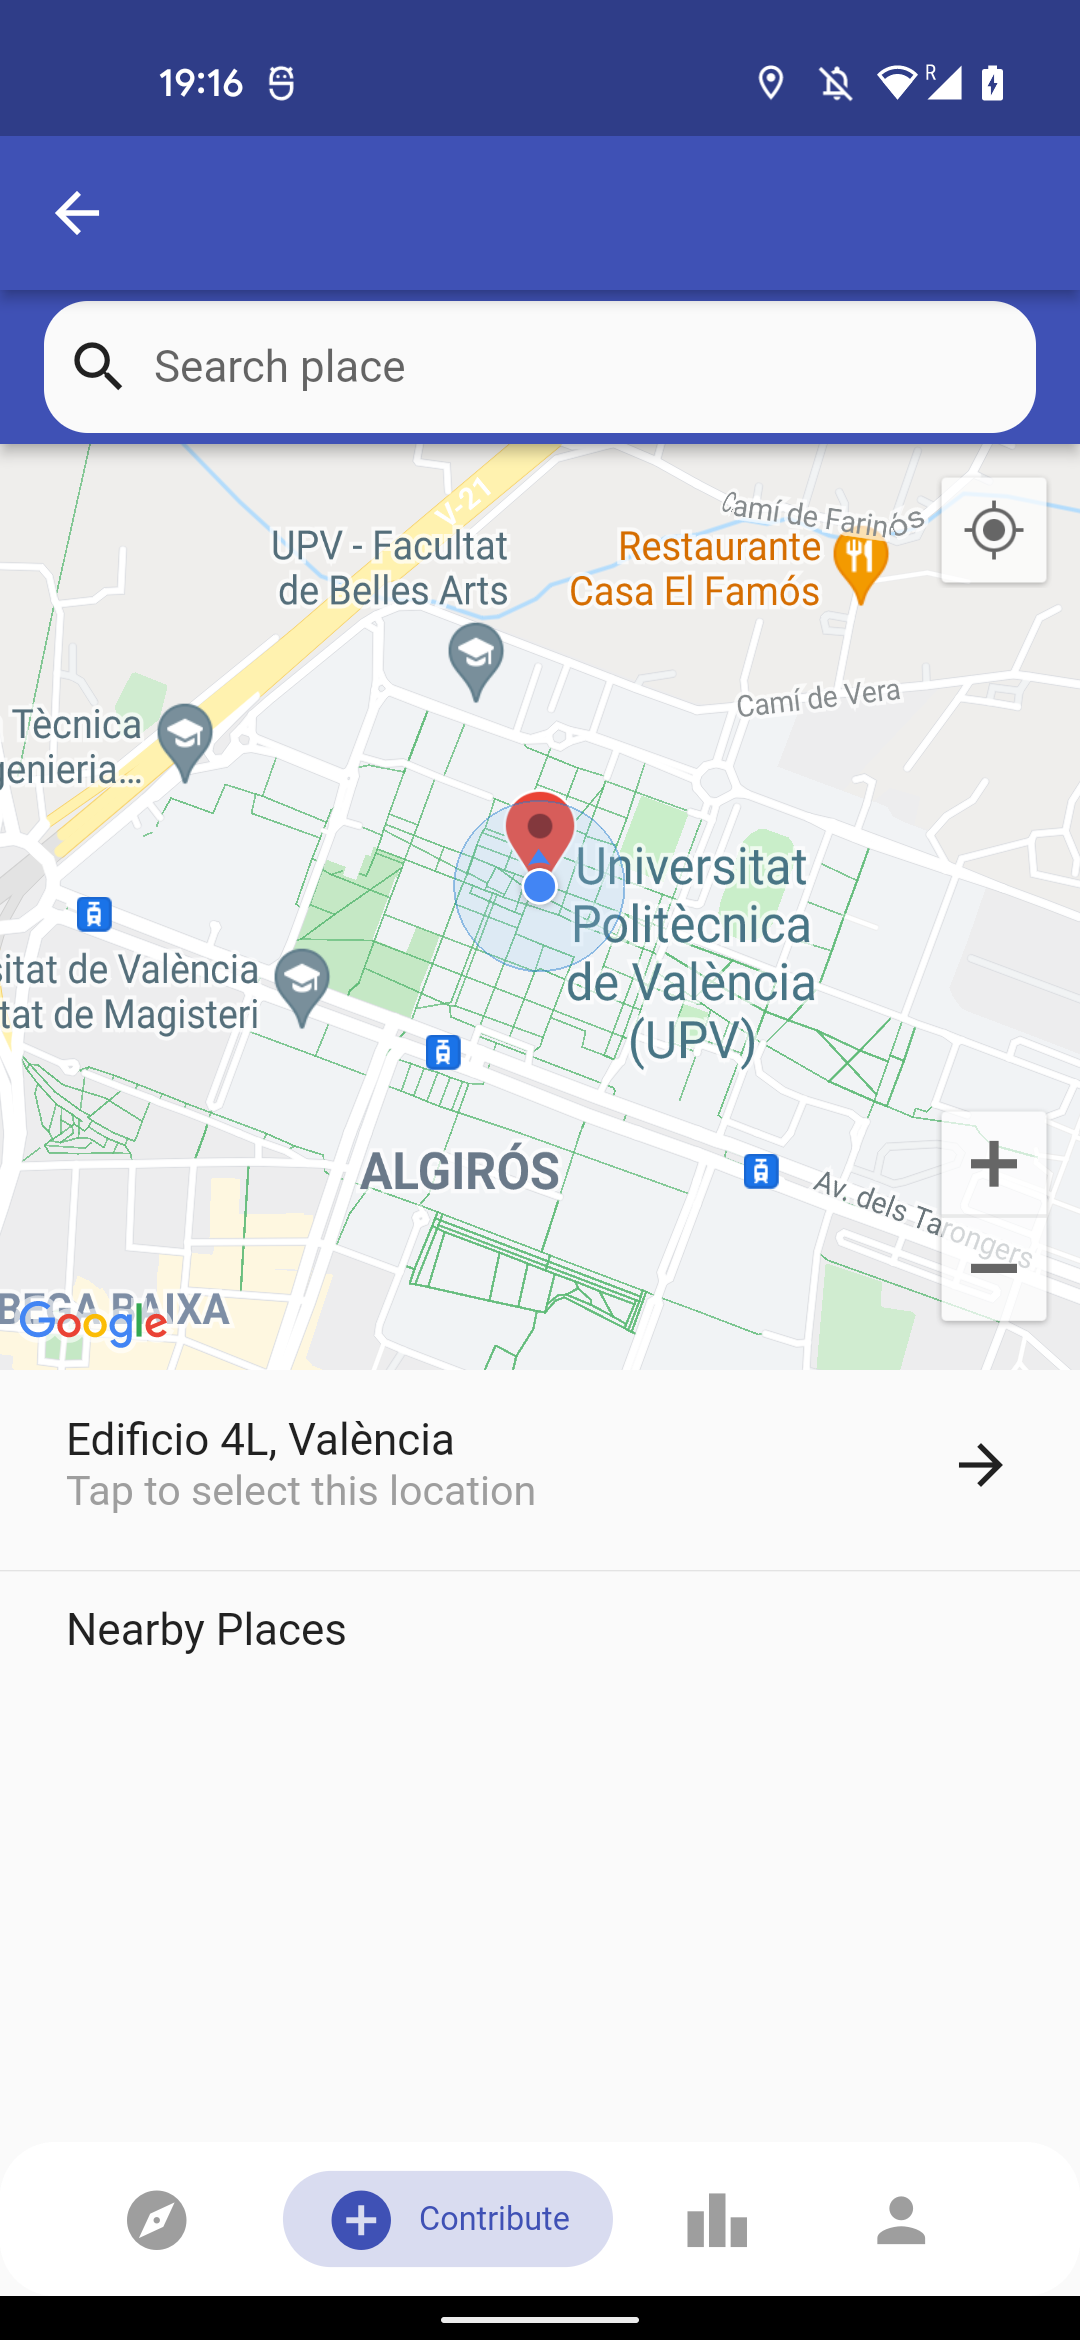 19:16
R
Search place
V-21
Camí de Farinós
UPV - Facultat
de Belles Arts
Restaurante
Casa El Famós
Camí de Vera
Tècnica
genieria...
Universitat
Politècnica
de València
(UPV)
sitat de València
tat de Magisteri
ALGIRÓS
Av. dels Tarongers
BEGA BAIXA
Google
Edificio 4L, València
Tap to select this location
Nearby Places
Contribute